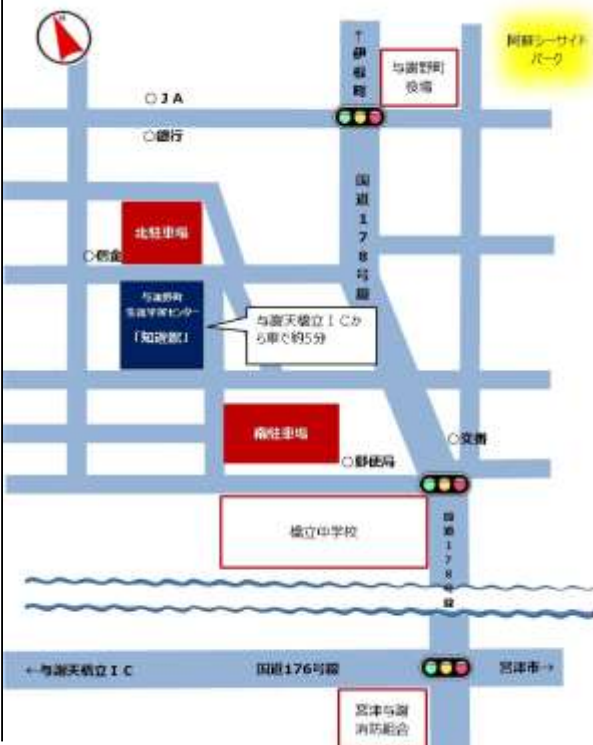 N
↑伊根町
与謝野町
役場
阿蘇シーサイド
パーク
○JA
○銀行
国道178号線
北駐車場
○信金
与謝野町
生涯学習センター
「知遊館」
与謝天橋立ICか
ら車で約5分
南駐車場
○交番
○郵便局
橋立中学校
国道178号線
←与謝天橋立IC
国道176号線
宮津市→
宮津与謝
消防組合